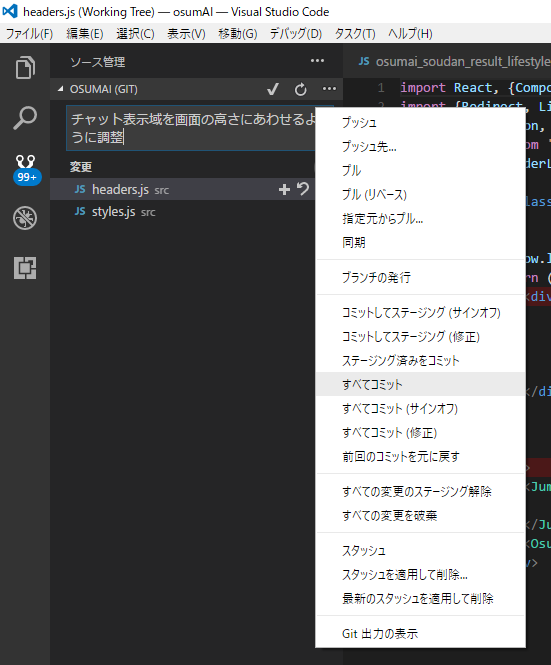 headers.js (Working Tree) — osumAI — Visual Studio Code
ファイル(F) 編集(E) 選択(C) 表示(V) 移動(G) デバッグ(D) タスク(T) ヘルプ(H)
ソース管理 ···
JS osumai_soudan_result_lifestyle
OSUMAI (GIT) ···
チャット表示域を画面の高さにあわせるよ
うに調整
変更
JS headers.js src
JS styles.js src
99+
1 import React, {Compo
import {Redirect, Li
プッシュ
プッシュ先...
プル
プル (リベース)
指定元からプル...
同期
ブランチの発行
コミットしてステージング (サインオフ)
コミットしてステージング (修正)
ステージング済みをコミット
すべてコミット
すべてコミット (サインオフ)
すべてコミット (修正)
前回のコミットを元に戻す
すべての変更のステージング解除
すべての変更を破棄
スタッシュ
スタッシュを適用して削除...
最新のスタッシュを適用して削除
Git 出力の表示
on,
om '
derL
lass
ow.l
rn (
<div
</di
>
<Jum
</Ju
<Osu
v>